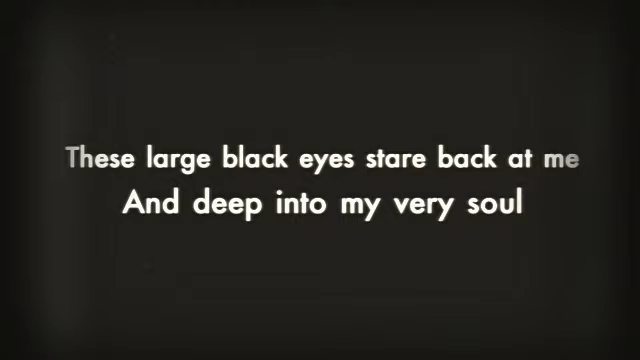 These large black eyes stare back at me
And deep into my very soul